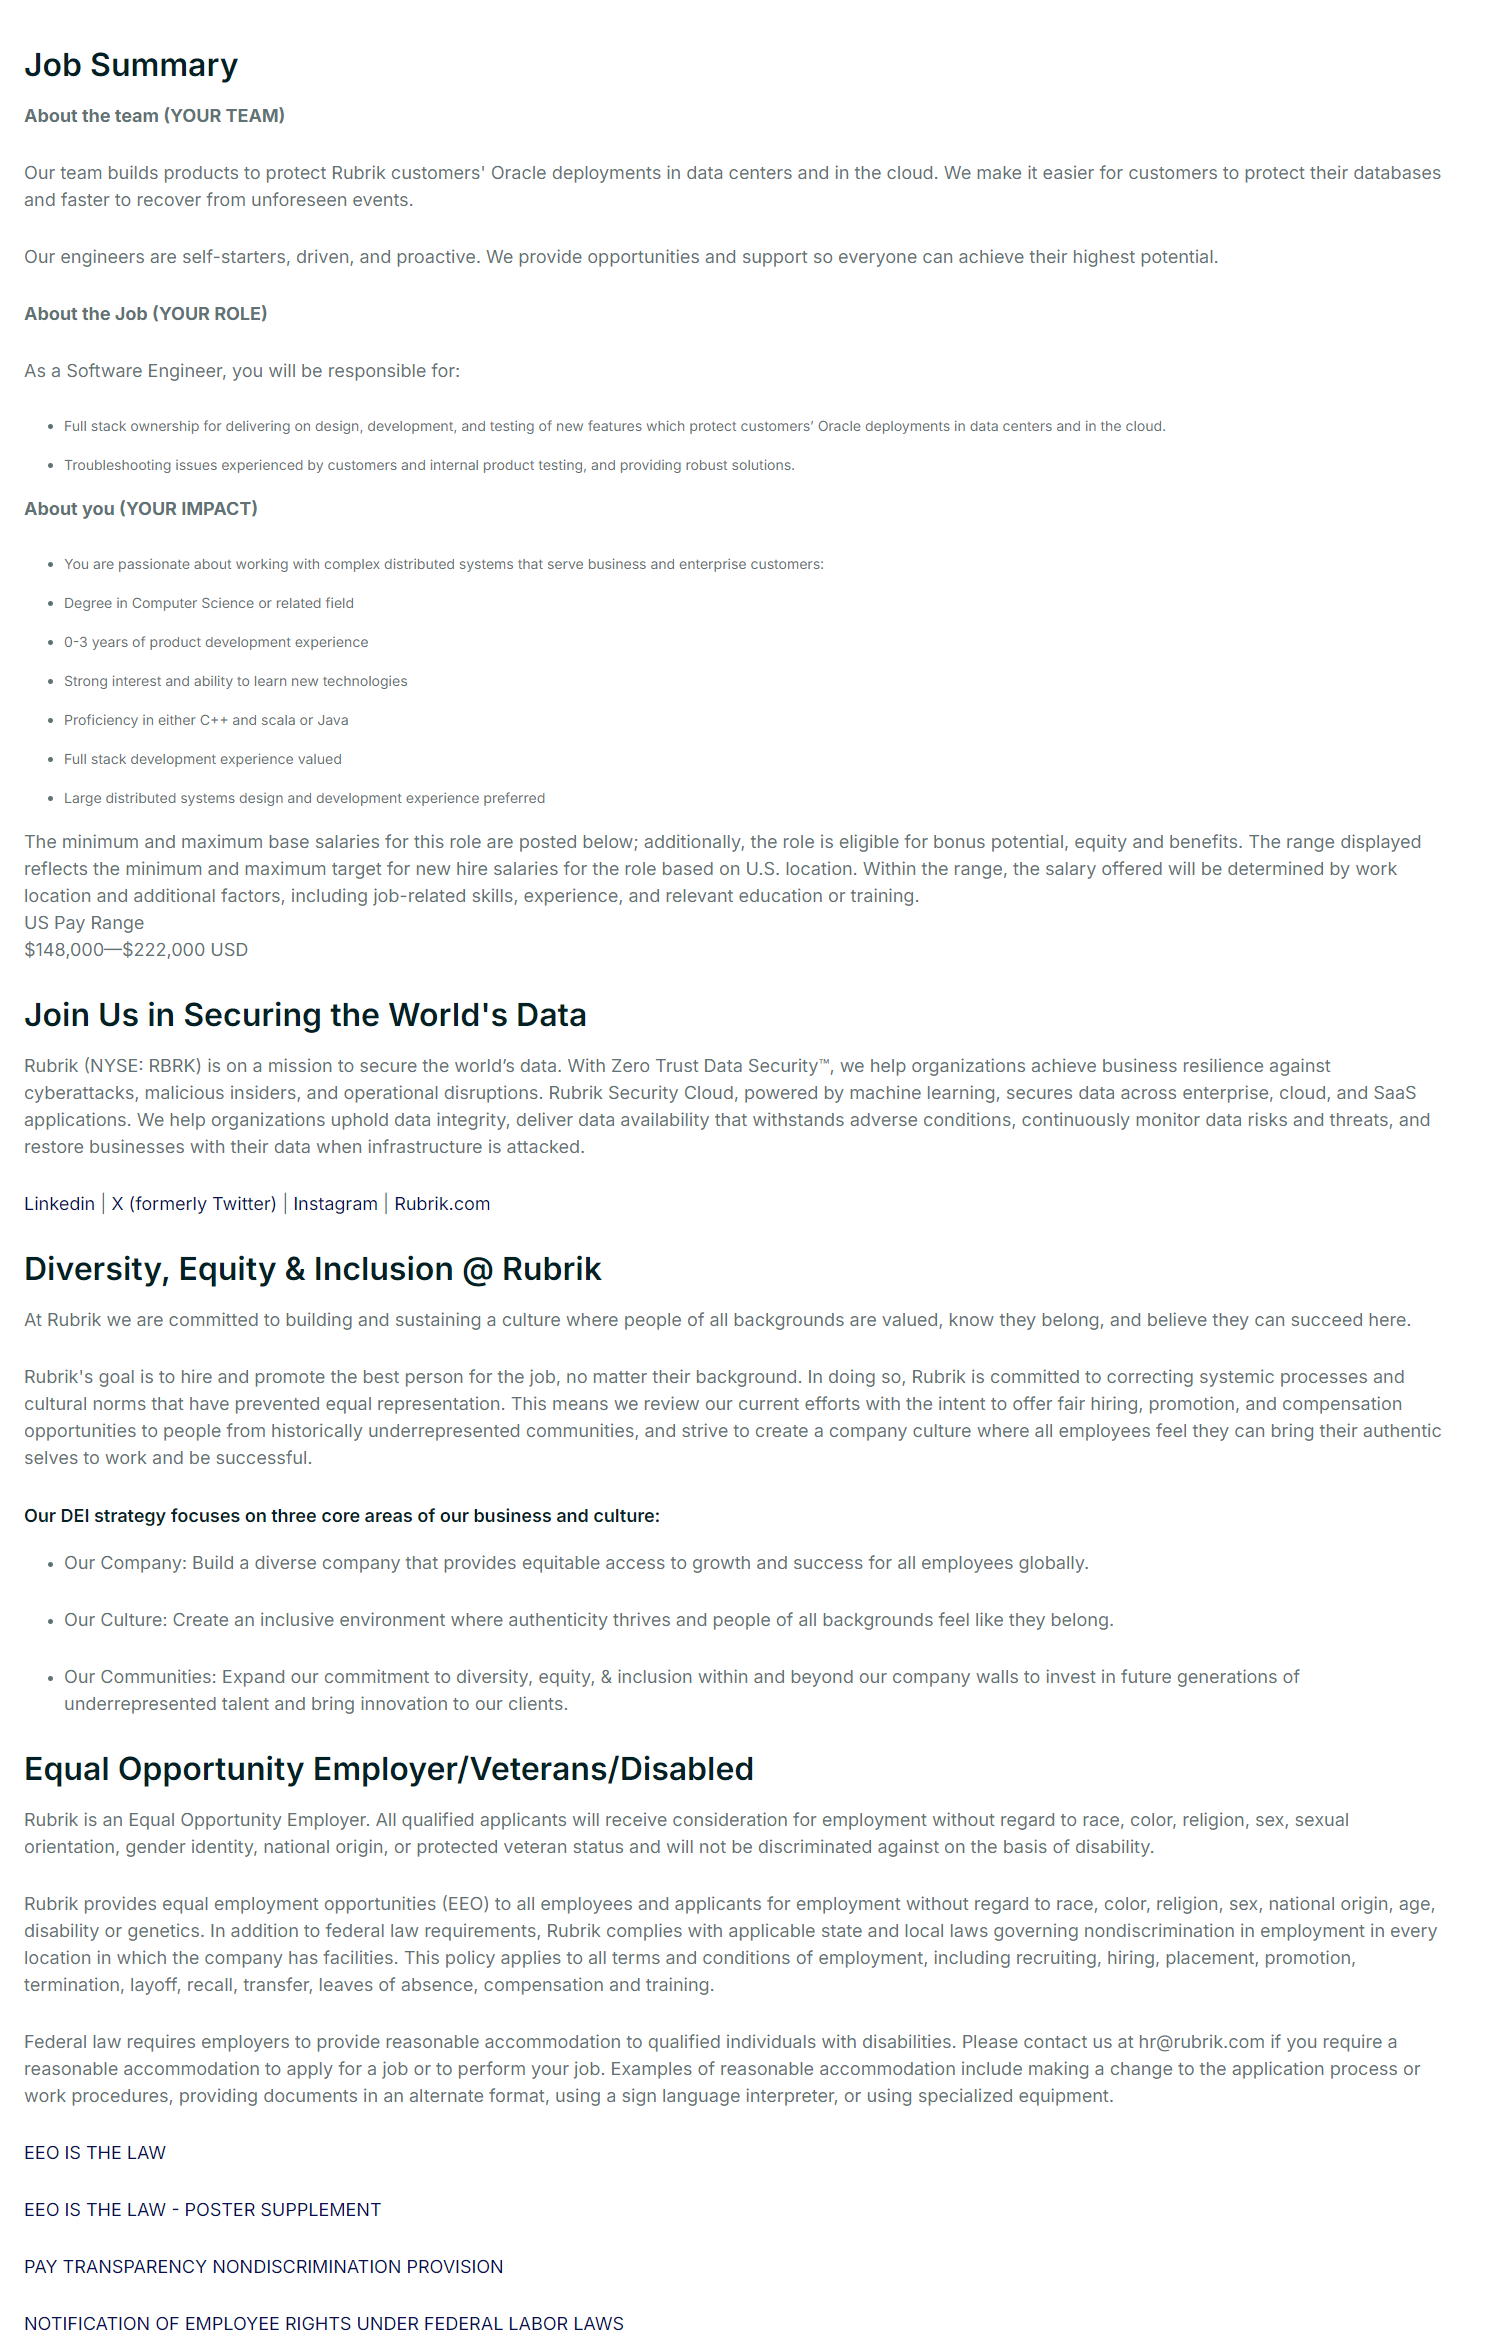 Job Summary
About the team (YOUR TEAM)
Our team builds products to protect Rubrik customers' Oracle deployments in data centers and in the cloud. We make it easier for customers to protect their databases
and faster to recover from unforeseen events.
Our engineers are self-starters, driven, and proactive. We provide opportunities and support so everyone can achieve their highest potential.
About the Job (YOUR ROLE)
As a Software Engineer, you will be responsible for:
• Full stack ownership for delivering on design, development, and testing of new features which protect customers’ Oracle deployments in data centers and in the cloud.
• Troubleshooting issues experienced by customers and internal product testing, and providing robust solutions.
About you (YOUR IMPACT)
• You are passionate about working with complex distributed systems that serve business and enterprise customers:
• Degree in Computer Science or related field
• 0-3 years of product development experience
• Strong interest and ability to learn new technologies
• Proficiency in either C++ and scala or Java
• Full stack development experience valued
• Large distributed systems design and development experience preferred
The minimum and maximum base salaries for this role are posted below; additionally, the role is eligible for bonus potential, equity and benefits. The range displayed
reflects the minimum and maximum target for new hire salaries for the role based on U.S. location. Within the range, the salary offered will be determined by work
location and additional factors, including job-related skills, experience, and relevant education or training.
US Pay Range
$148,000—$222,000 USD
Join Us in Securing the World's Data
Rubrik (NYSE: RBRK) is on a mission to secure the world’s data. With Zero Trust Data Security™, we help organizations achieve business resilience against
cyberattacks, malicious insiders, and operational disruptions. Rubrik Security Cloud, powered by machine learning, secures data across enterprise, cloud, and SaaS
applications. We help organizations uphold data integrity, deliver data availability that withstands adverse conditions, continuously monitor data risks and threats, and
restore businesses with their data when infrastructure is attacked.
Linkedin | X (formerly Twitter) | Instagram | Rubrik.com
Diversity, Equity & Inclusion @ Rubrik
At Rubrik we are committed to building and sustaining a culture where people of all backgrounds are valued, know they belong, and believe they can succeed here.
Rubrik's goal is to hire and promote the best person for the job, no matter their background. In doing so, Rubrik is committed to correcting systemic processes and
cultural norms that have prevented equal representation. This means we review our current efforts with the intent to offer fair hiring, promotion, and compensation
opportunities to people from historically underrepresented communities, and strive to create a company culture where all employees feel they can bring their authentic
selves to work and be successful.
Our DEI strategy focuses on three core areas of our business and culture:
• Our Company: Build a diverse company that provides equitable access to growth and success for all employees globally.
• Our Culture: Create an inclusive environment where authenticity thrives and people of all backgrounds feel like they belong.
• Our Communities: Expand our commitment to diversity, equity, & inclusion within and beyond our company walls to invest in future generations of
underrepresented talent and bring innovation to our clients.
Equal Opportunity Employer/Veterans/Disabled
Rubrik is an Equal Opportunity Employer. All qualified applicants will receive consideration for employment without regard to race, color, religion, sex, sexual
orientation, gender identity, national origin, or protected veteran status and will not be discriminated against on the basis of disability.
Rubrik provides equal employment opportunities (EEO) to all employees and applicants for employment without regard to race, color, religion, sex, national origin, age,
disability or genetics. In addition to federal law requirements, Rubrik complies with applicable state and local laws governing nondiscrimination in employment in every
location in which the company has facilities. This policy applies to all terms and conditions of employment, including recruiting, hiring, placement, promotion,
termination, layoff, recall, transfer, leaves of absence, compensation and training.
Federal law requires employers to provide reasonable accommodation to qualified individuals with disabilities. Please contact us at hr@rubrik.com if you require a
reasonable accommodation to apply for a job or to perform your job. Examples of reasonable accommodation include making a change to the application process or
work procedures, providing documents in an alternate format, using a sign language interpreter, or using specialized equipment.
EEO IS THE LAW
EEO IS THE LAW - POSTER SUPPLEMENT
PAY TRANSPARENCY NONDISCRIMINATION PROVISION
NOTIFICATION OF EMPLOYEE RIGHTS UNDER FEDERAL LABOR LAWS